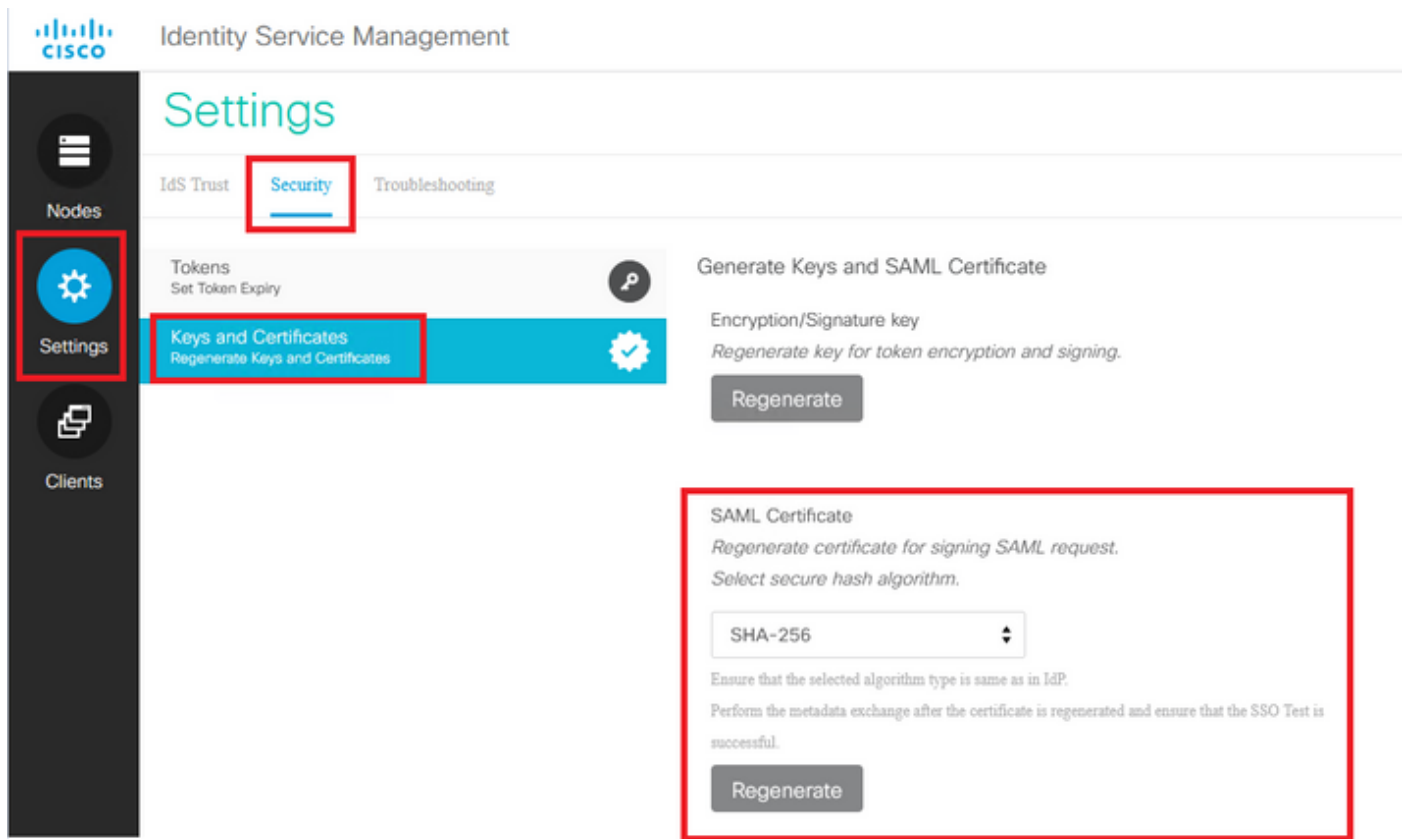 CISCO
Identity Service Management
Settings
Nodes
Settings
Clients
IdS Trust
Security
Troubleshooting
Tokens
Set Token Expiry
Keys and Certificates
Regenerate Keys and Certificates
Generate Keys and SAML Certificate
Encryption/Signature key
Regenerate key for token encryption and signing.
Regenerate
SAML Certificate
Regenerate certificate for signing SAML request.
Select secure hash algorithm.
SHA-256
Ensure that the selected algorithm type is same as in IdP.
Perform the metadata exchange after the certificate is regenerated and ensure that the SSO Test is
successful.
Regenerate